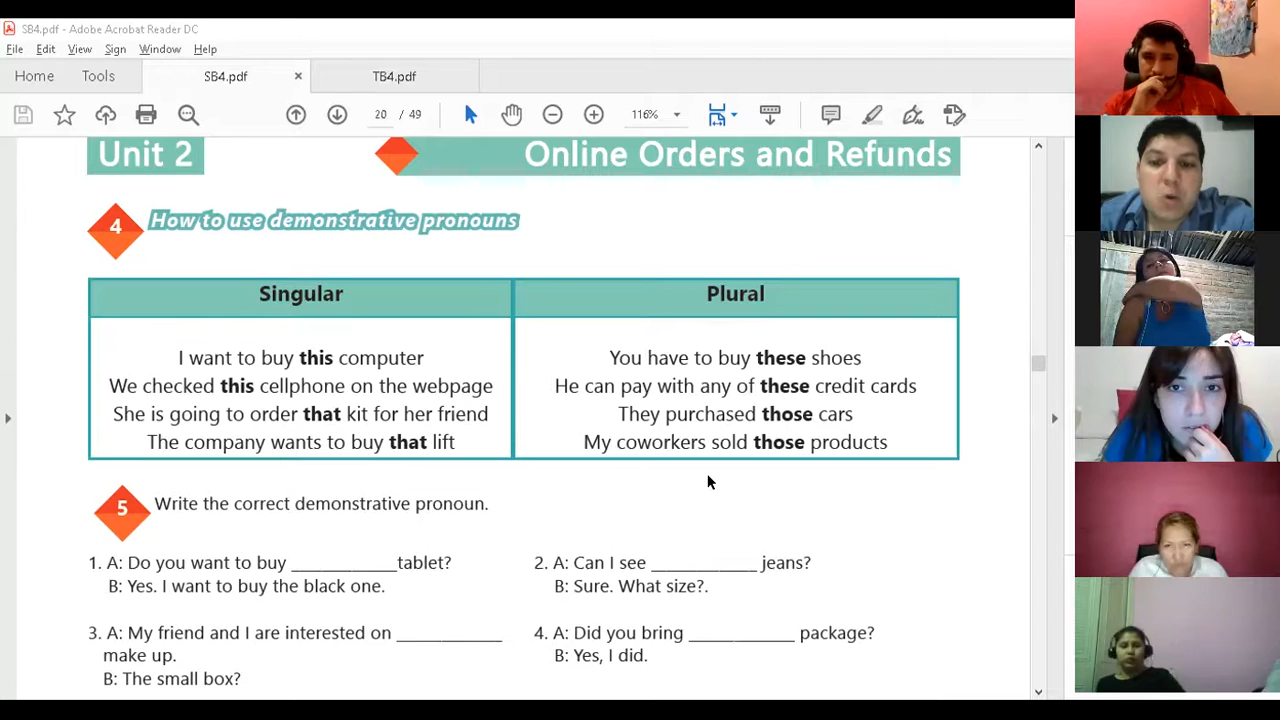 SB4.pdf - Adobe Acrobat Reader DC
File Edit View Sign Window Help
Home Tools SB4.pdf × TB4.pdf
20 / 49 116%
Unit 2 Online Orders and Refunds
4 How to use demonstrative pronouns
Singular Plural
I want to buy this computer You have to buy these shoes
We checked this cellphone on the webpage He can pay with any of these credit cards
She is going to order that kit for her friend They purchased those cars
The company wants to buy that lift My coworkers sold those products
5 Write the correct demonstrative pronoun.
1. A: Do you want to buy ___________tablet? 2. A: Can I see ___________ jeans?
B: Yes. I want to buy the black one. B: Sure. What size?.
3. A: My friend and I are interested on ___________ 4. A: Did you bring ___________ package?
make up. B: Yes, I did.
B: The small box?